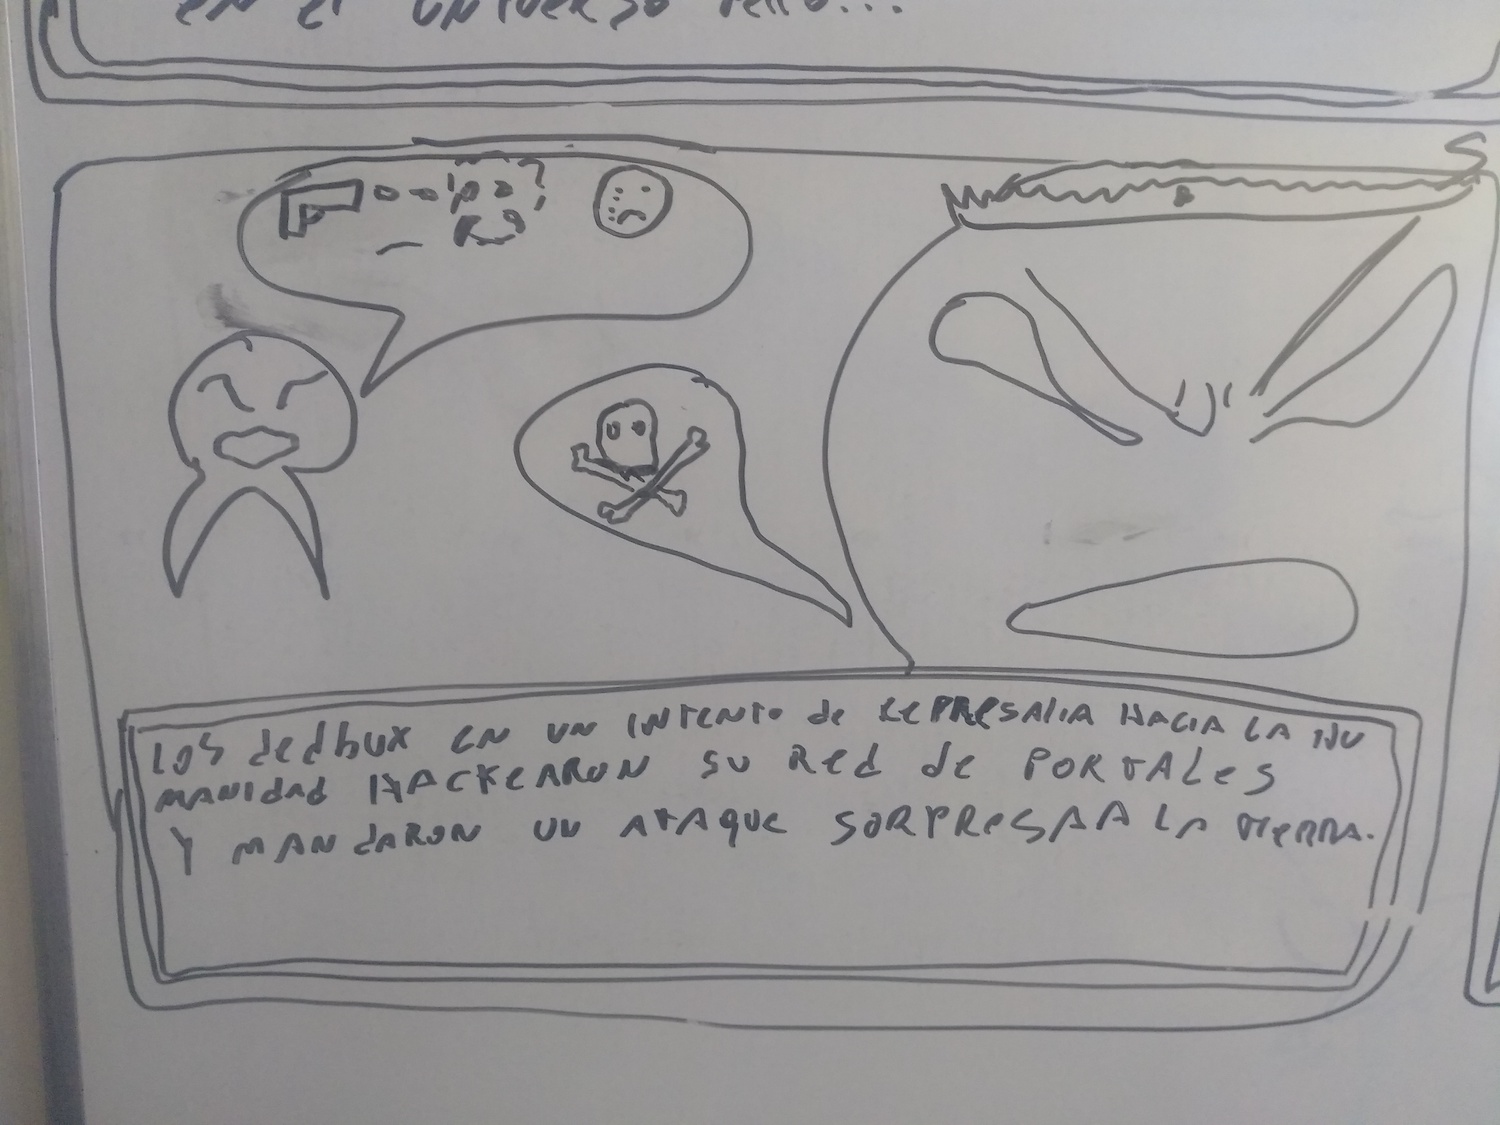 en el universo
LOS dedbux EN UN INTENTO de REPRESALIA HACIA LA HU
MANIdAd HACKEARON SU Red de PORTALES
Y MANDARON UN ATAQUE SORPRESA A LA TIERRA.